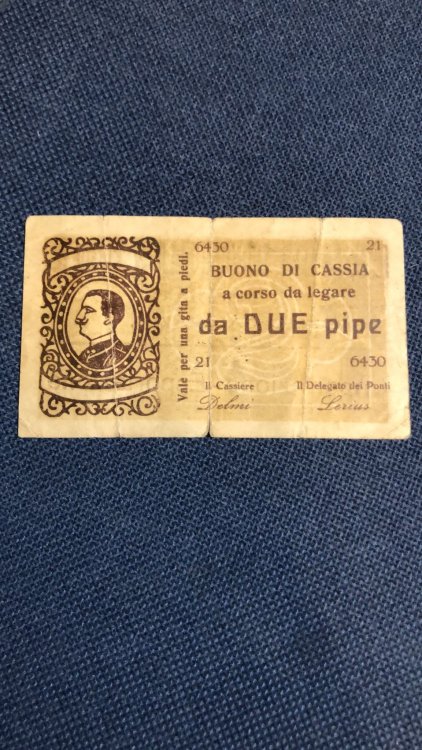 Vale per una gita a piedi.
6430 21
BUONO DI CASSIA
a corso da legare
da DUE pipe
21 6430
Il Cassiere Il Delegato dei Ponti
Delmi Lerius